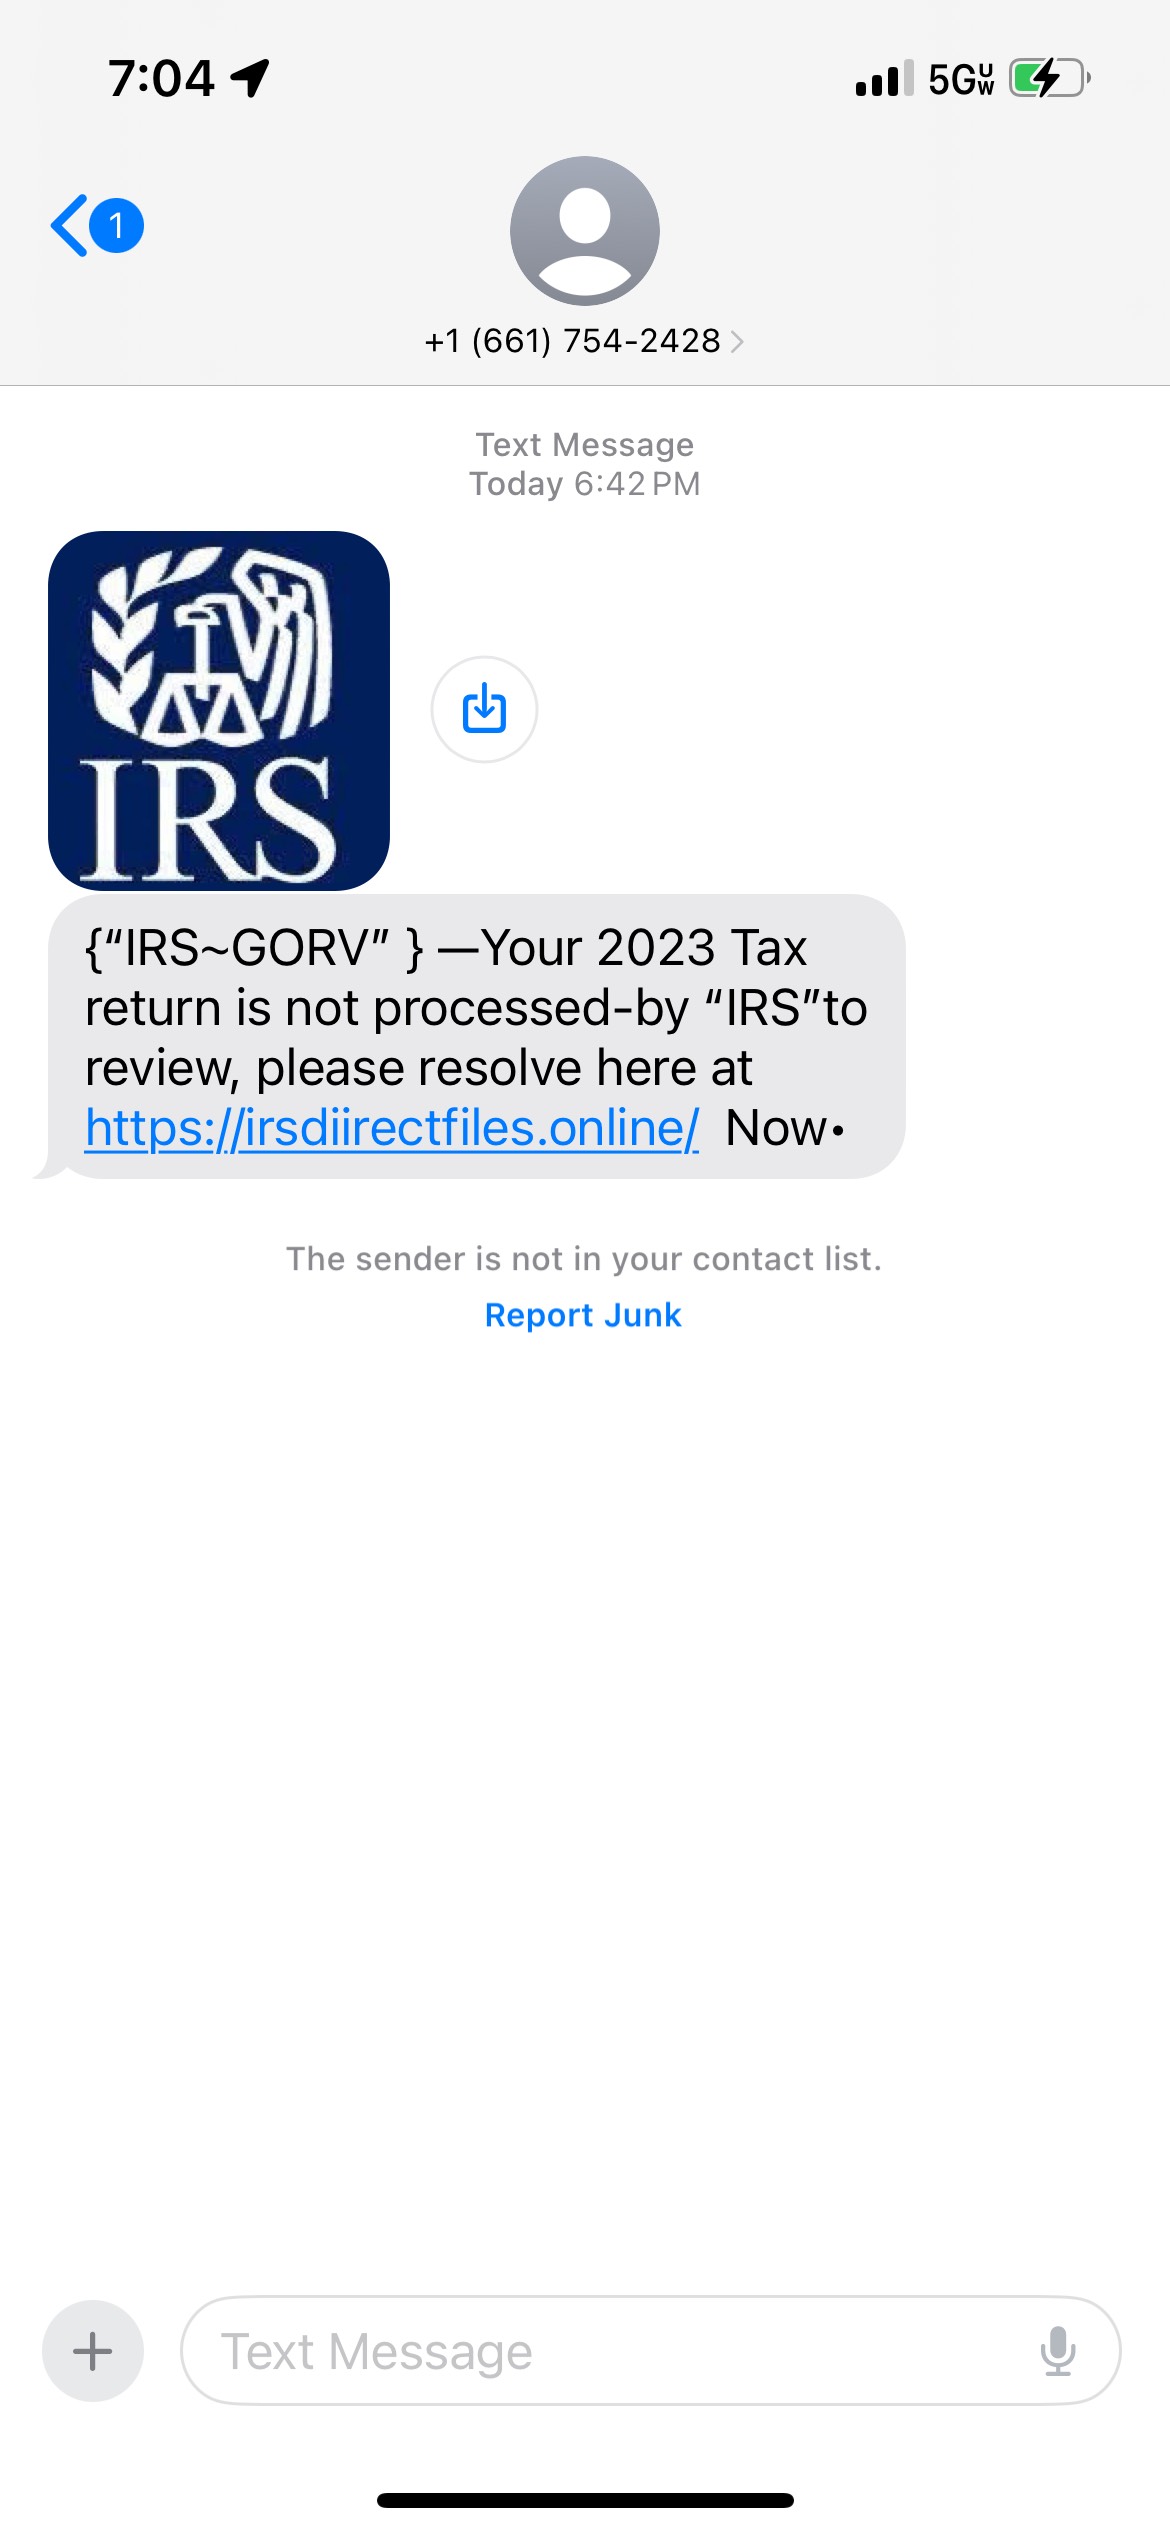 7:04
5G UW
1
+1 (661) 754-2428
Text Message
Today 6:42 PM
IRS
{“IRS~GORV” } —Your 2023 Tax
return is not processed-by “IRS”to
review, please resolve here at
https://irsdiirectfiles.online/  Now•
The sender is not in your contact list.
Report Junk
Text Message